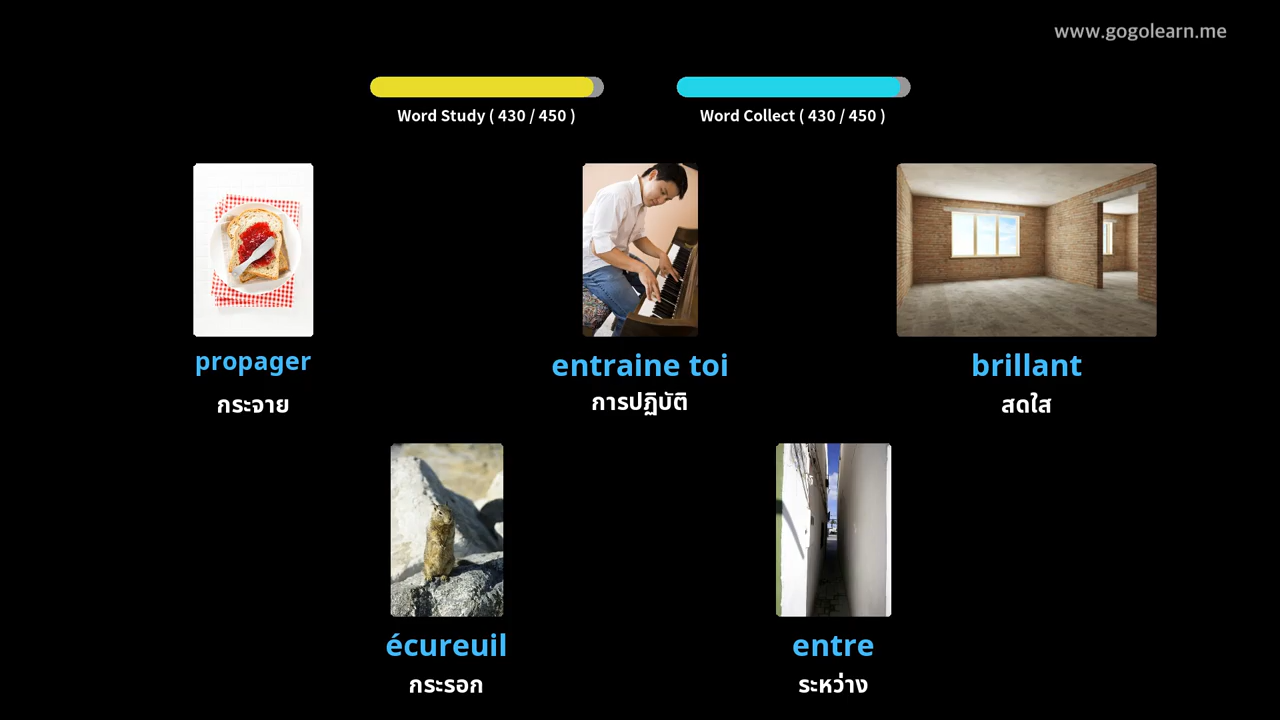 www.gogolearn.me
Word Study ( 430 / 450 )
Word Collect ( 430 / 450 )
propager
กระจาย
entraine toi
การปฏิบัติ
brillant
สดใส
écureuil
กระรอก
entre
ระหว่าง